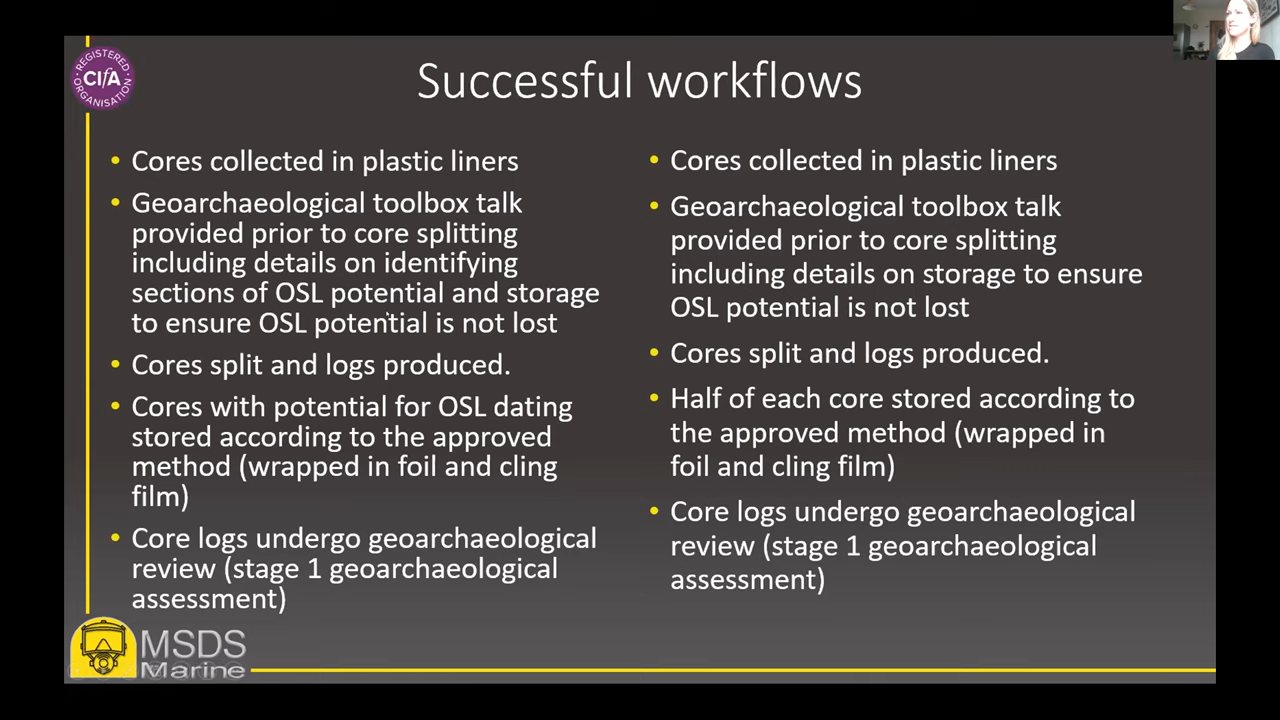 REGISTERED
CIfA
ORGANISATION
Successful workflows
• Cores collected in plastic liners
• Geoarchaeological toolbox talk
provided prior to core splitting
including details on identifying
sections of OSL potential and storage
to ensure OSL potential is not lost
• Cores split and logs produced.
• Cores with potential for OSL dating
stored according to the approved
method (wrapped in foil and cling
film)
• Core logs undergo geoarchaeological
review (stage 1 geoarchaeological
assessment)
• Cores collected in plastic liners
• Geoarchaeological toolbox talk
provided prior to core splitting
including details on storage to ensure
OSL potential is not lost
• Cores split and logs produced.
• Half of each core stored according to
the approved method (wrapped in
foil and cling film)
• Core logs undergo geoarchaeological
review (stage 1 geoarchaeological
assessment)
MSDS
Marine